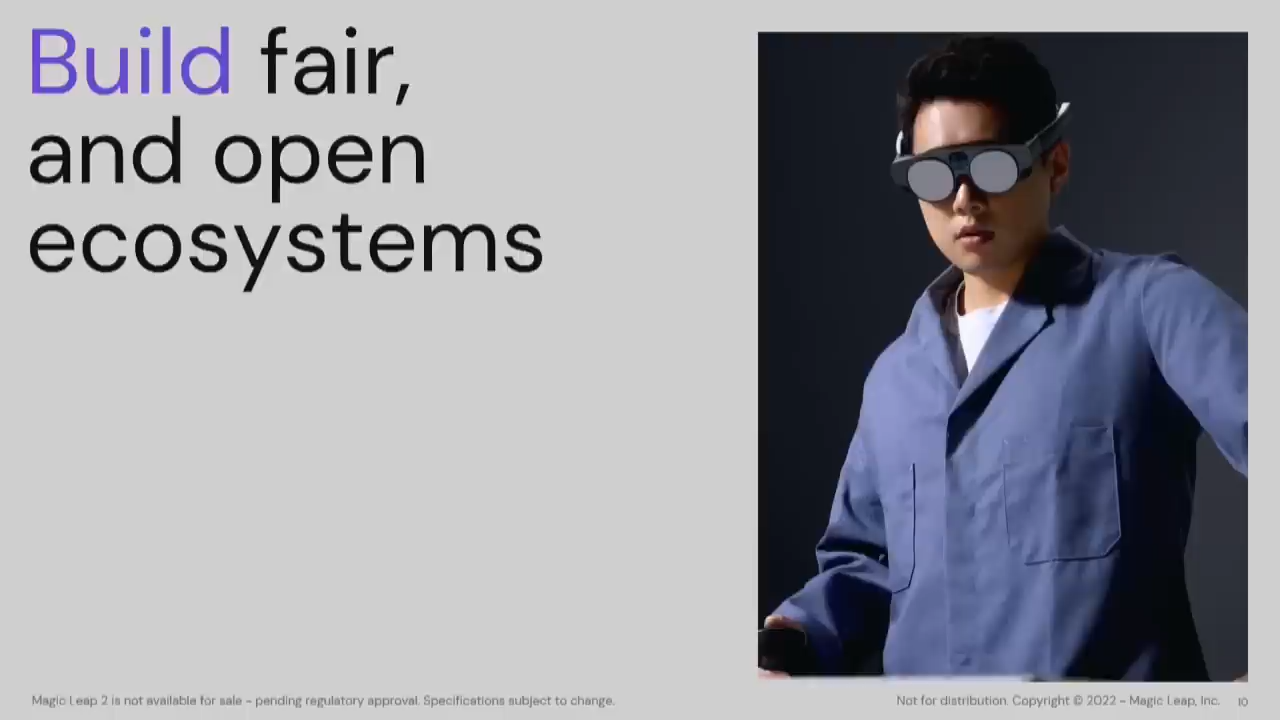 Build fair,
and open
ecosystems
Magic Leap 2 is not available for sale – pending regulatory approval. Specifications subject to change.
Not for distribution. Copyright © 2022 – Magic Leap, Inc. 10